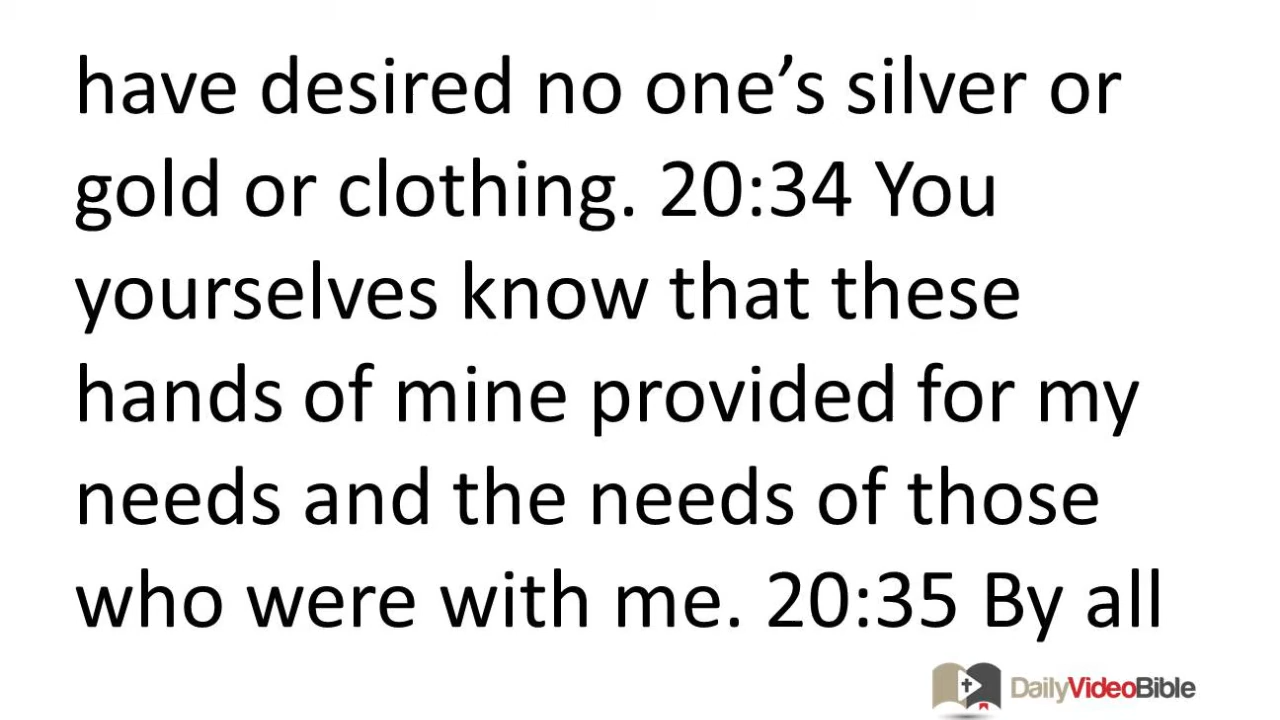 have desired no one’s silver or
gold or clothing. 20:34 You
yourselves know that these
hands of mine provided for my
needs and the needs of those
who were with me. 20:35 By all
DailyVideoBible